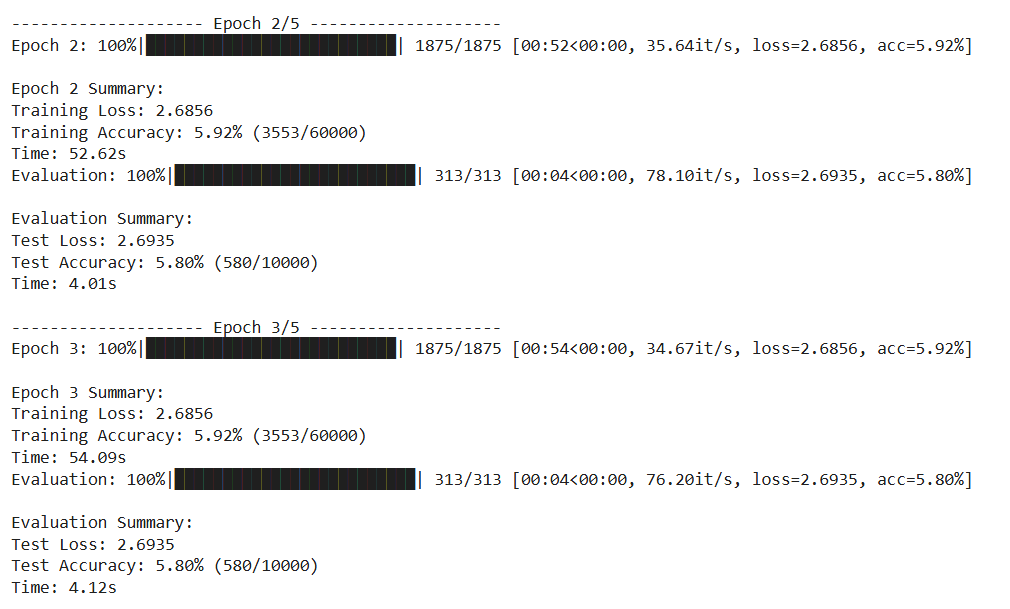 -------------------- Epoch 2/5 --------------------
Epoch 2: 100%|██████████████████████████| 1875/1875 [00:52<00:00, 35.64it/s, loss=2.6856, acc=5.92%]
Epoch 2 Summary:
Training Loss: 2.6856
Training Accuracy: 5.92% (3553/60000)
Time: 52.62s
Evaluation: 100%|█████████████████████████| 313/313 [00:04<00:00, 78.10it/s, loss=2.6935, acc=5.80%]
Evaluation Summary:
Test Loss: 2.6935
Test Accuracy: 5.80% (580/10000)
Time: 4.01s
-------------------- Epoch 3/5 --------------------
Epoch 3: 100%|██████████████████████████| 1875/1875 [00:54<00:00, 34.67it/s, loss=2.6856, acc=5.92%]
Epoch 3 Summary:
Training Loss: 2.6856
Training Accuracy: 5.92% (3553/60000)
Time: 54.09s
Evaluation: 100%|█████████████████████████| 313/313 [00:04<00:00, 76.20it/s, loss=2.6935, acc=5.80%]
Evaluation Summary:
Test Loss: 2.6935
Test Accuracy: 5.80% (580/10000)
Time: 4.12s